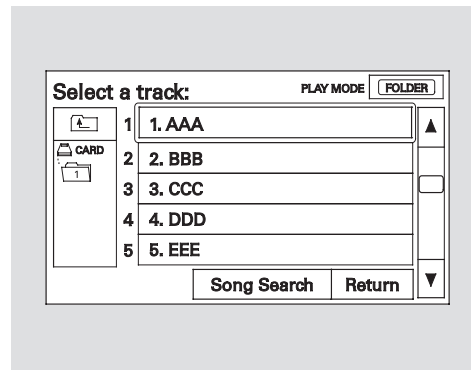 Select a track: PLAY MODE FOLDER
1 1. AAA
CARD
2 2. BBB
1
3 3. CCC
4 4. DDD
5 5. EEE
Song Search Return